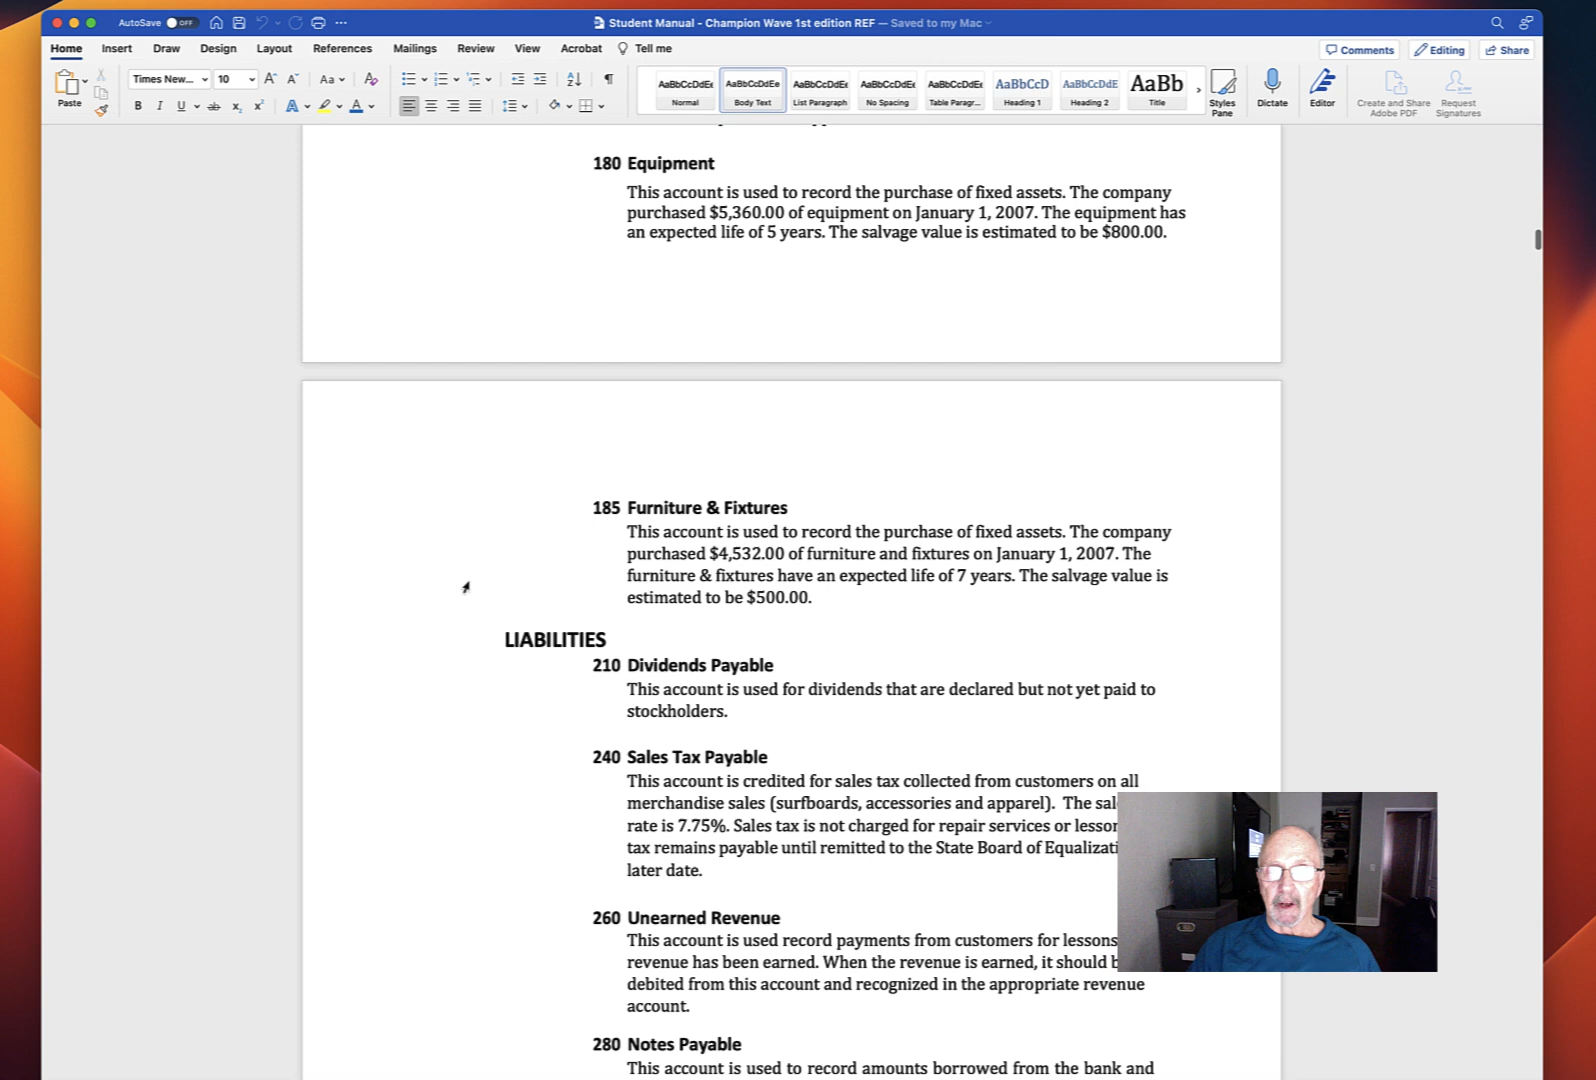 AutoSave OFF
Student Manual - Champion Wave 1st edition REF — Saved to my Mac
Home Insert Draw Design Layout References Mailings Review View Acrobat Tell me
Comments Editing Share
Paste
Times New... 10 Aa
B I U ab x2 x2 A A
AaBbCcDdEe AaBbCcDdEe AaBbCcDdEe AaBbCcDdEe AaBbCcDdEe AaBbCcD AaBbCcDdE AaBb
Normal Body Text List Paragraph No Spacing Table Paragr... Heading 1 Heading 2 Title
Styles Pane
Dictate
Editor
Create and Share Adobe PDF
Request Signatures
180 Equipment
This account is used to record the purchase of fixed assets. The company
purchased $5,360.00 of equipment on January 1, 2007. The equipment has
an expected life of 5 years. The salvage value is estimated to be $800.00.
185 Furniture & Fixtures
This account is used to record the purchase of fixed assets. The company
purchased $4,532.00 of furniture and fixtures on January 1, 2007. The
furniture & fixtures have an expected life of 7 years. The salvage value is
estimated to be $500.00.
LIABILITIES
210 Dividends Payable
This account is used for dividends that are declared but not yet paid to
stockholders.
240 Sales Tax Payable
This account is credited for sales tax collected from customers on all
merchandise sales (surfboards, accessories and apparel). The
rate is 7.75%. Sales tax is not charged for repair services or
tax remains payable until remitted to the State Board of
later date.
260 Unearned Revenue
This account is used record payments from customers for lessons
revenue has been earned. When the revenue is earned, it should
debited from this account and recognized in the appropriate revenue
account.
280 Notes Payable
This account is used to record amounts borrowed from the bank and